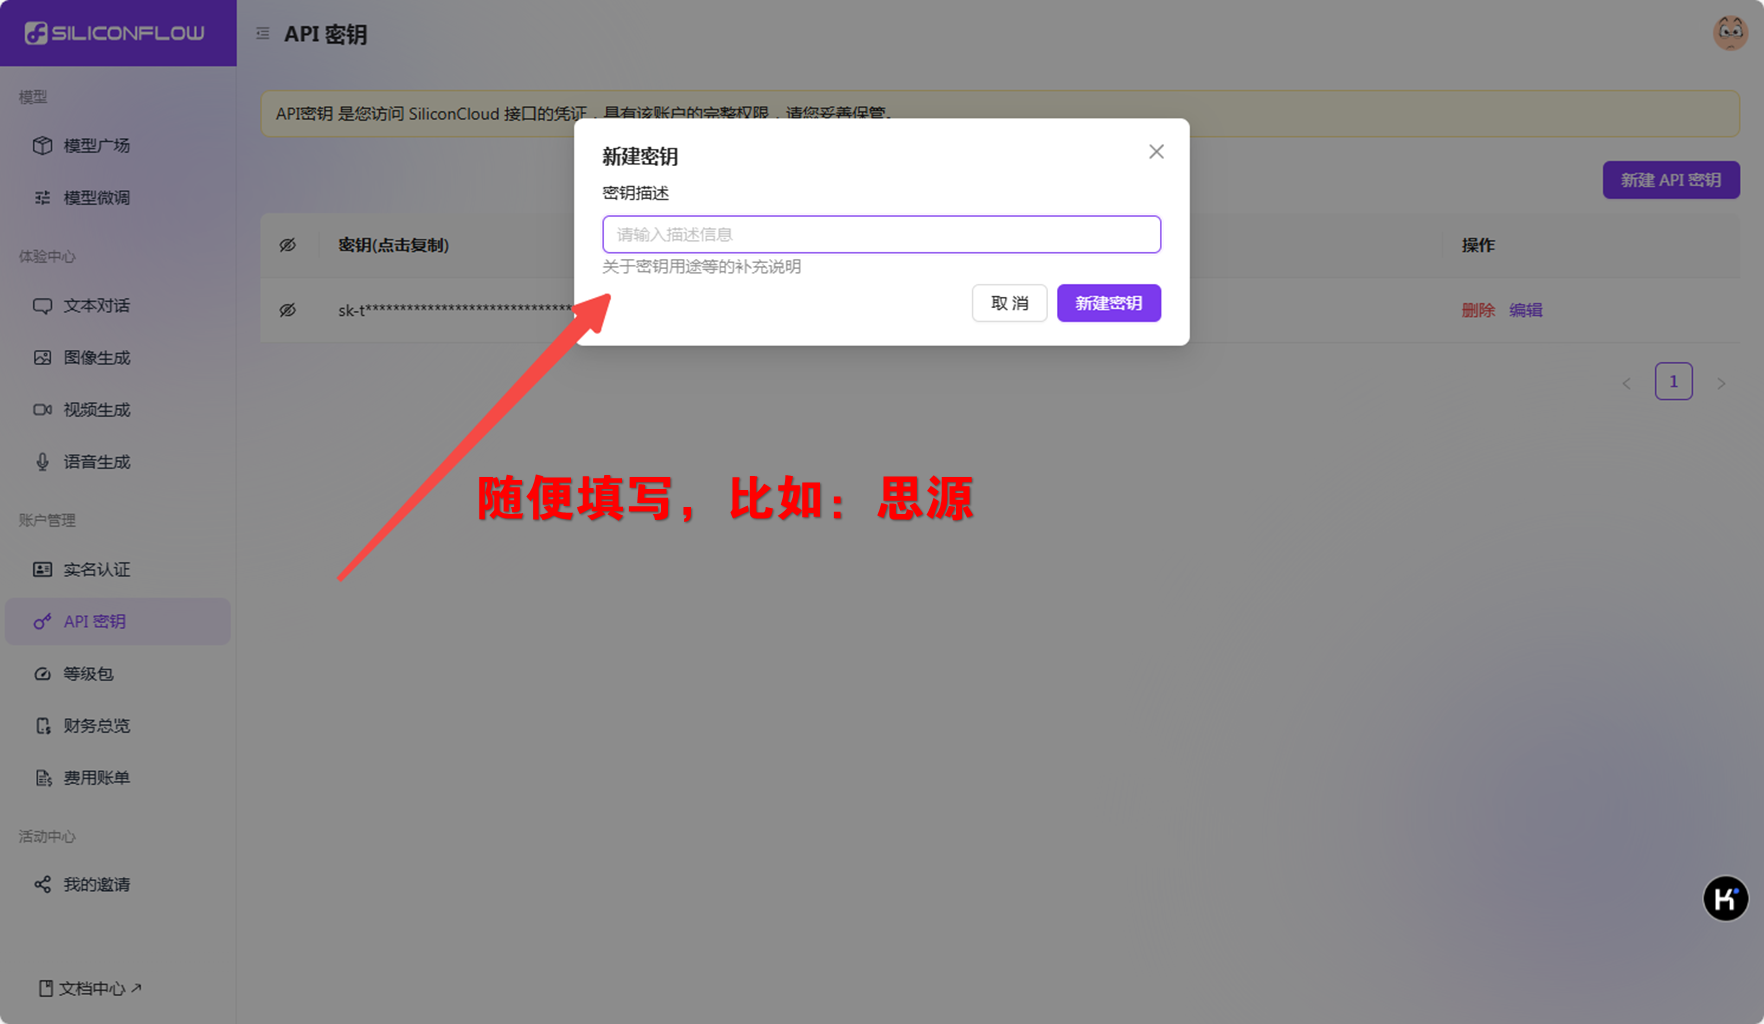 SILICONFLOW
API 密钥
模型
模型广场
模型微调
体验中心
文本对话
图像生成
视频生成
语音生成
账户管理
实名认证
API 密钥
等级包
财务总览
费用账单
活动中心
我的邀请
文档中心
API密钥 是您访问 SiliconCloud 接口的凭证，具有该账户的完整权限，请您妥善保管。
新建 API 密钥
密钥(点击复制)
操作
sk-t******************************
删除 编辑
1
新建密钥
密钥描述
请输入描述信息
关于密钥用途等的补充说明
取 消
新建密钥
随便填写，比如：思源